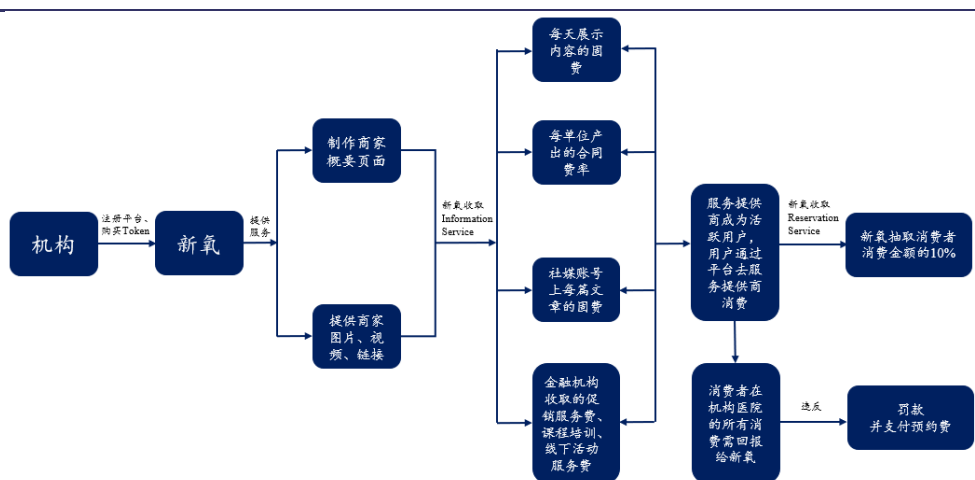 机构
注册平台、
购买Token
新氧
提供
服务
制作商家
概要页面
提供商家
图片、视
频、链接
新氧收取
Information
Service
每天展示
内容的固
费
每单位产
出的合同
费率
社媒账号
上每篇文
章的固费
金融机构
收取的促
销服务费、
课程培训、
线下活动
服务费
服务提供
商成为活
跃用户，
用户通过
平台去服
务提供商
消费
新氧收取
Reservation
Service
新氧抽取消费者
消费金额的10%
消费者在
机构医院
的所有消
费需回报
给新氧
违反
罚款
并支付预约费